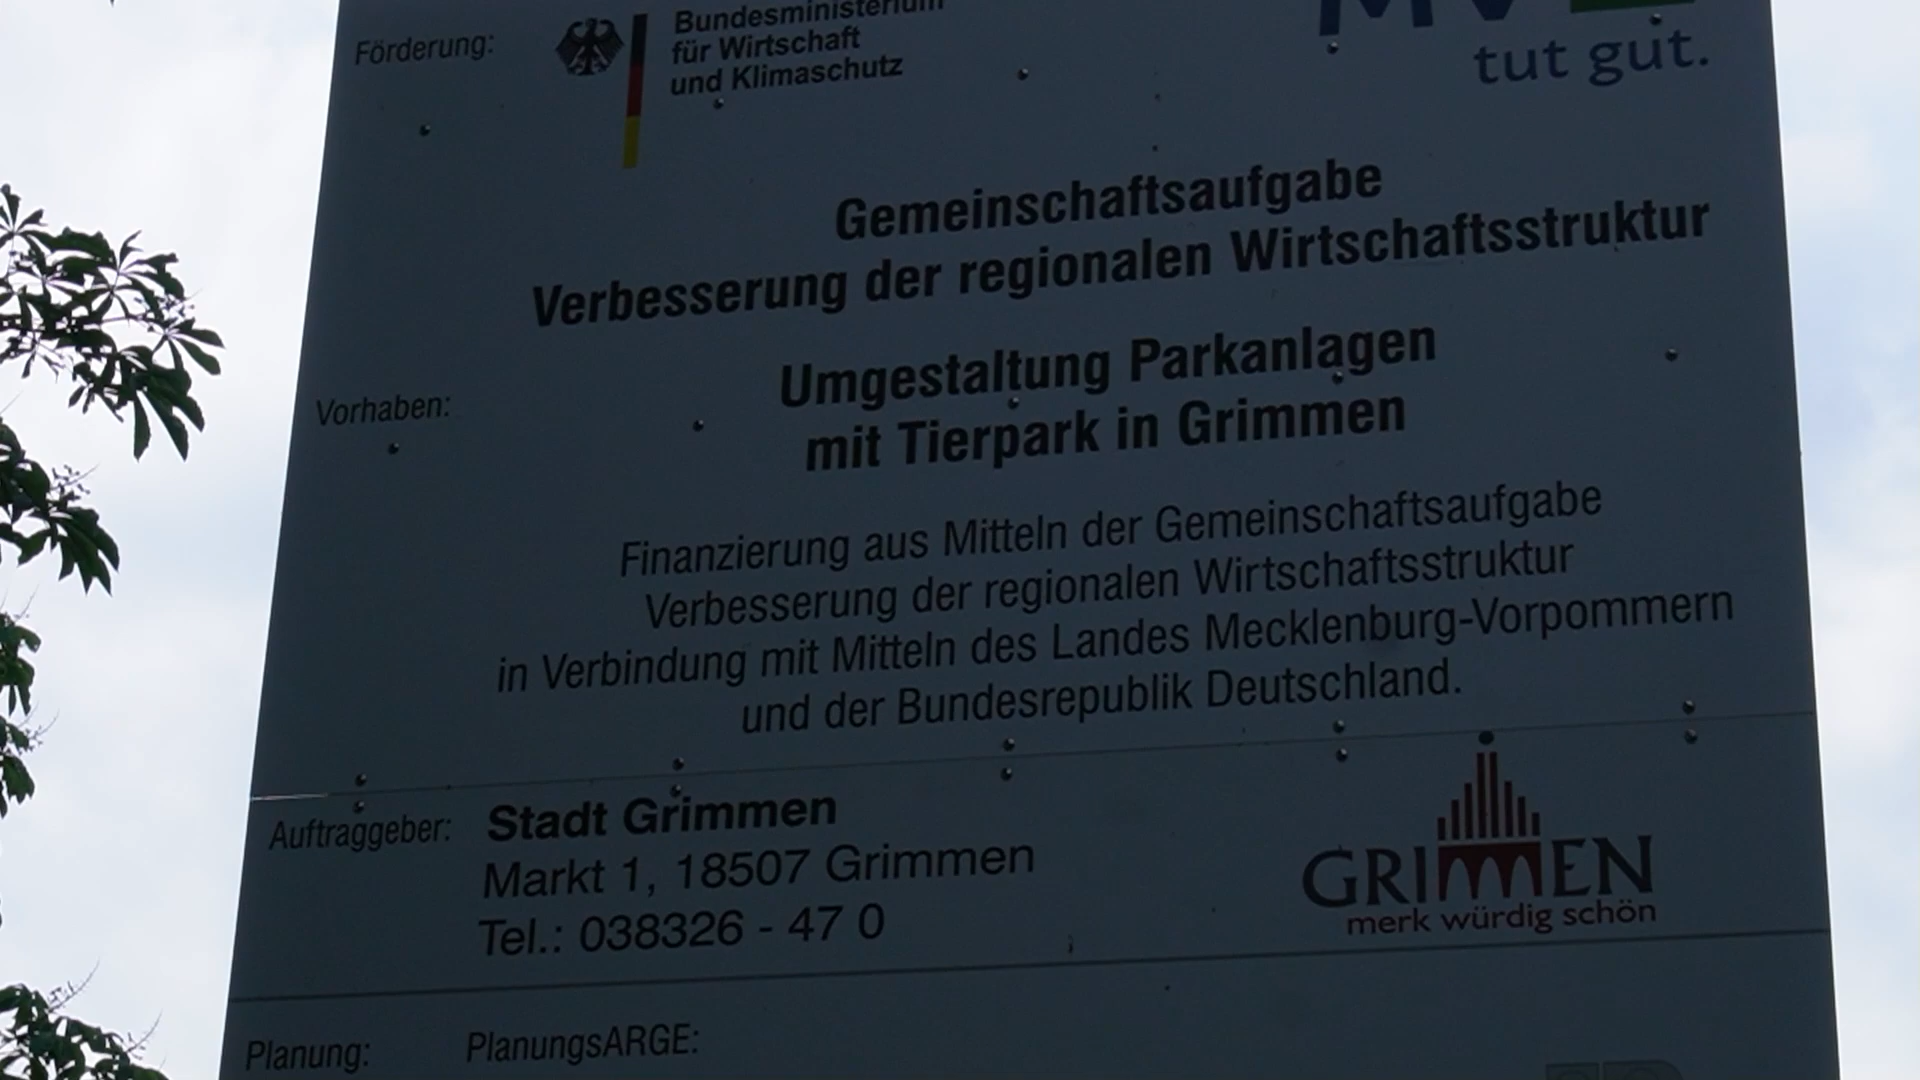 Förderung:
Bundesministerium
für Wirtschaft
und Klimaschutz
MV
tut gut.
Gemeinschaftsaufgabe
Verbesserung der regionalen Wirtschaftsstruktur
Vorhaben:
Umgestaltung Parkanlagen
mit Tierpark in Grimmen
Finanzierung aus Mitteln der Gemeinschaftsaufgabe
Verbesserung der regionalen Wirtschaftsstruktur
in Verbindung mit Mitteln des Landes Mecklenburg-Vorpommern
und der Bundesrepublik Deutschland.
Auftraggeber:
Stadt Grimmen
Markt 1, 18507 Grimmen
Tel.: 038326 - 47 0
GRIMMEN
merk würdig schön
Planung:
PlanungsARGE: